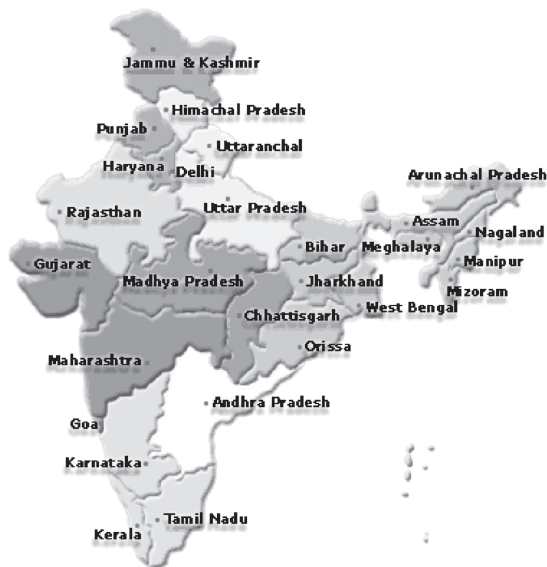 Jammu & Kashmir
Himachal Pradesh
Punjab
Uttaranchal
Haryana
Delhi
Arunachal Pradesh
Rajasthan
Uttar Pradesh
Assam
Nagaland
Bihar
Meghalaya
Gujarat
Manipur
Madhya Pradesh
Jharkhand
Mizoram
Chhattisgarh
West Bengal
Orissa
Maharashtra
Andhra Pradesh
Goa
Karnataka
Tamil Nadu
Kerala